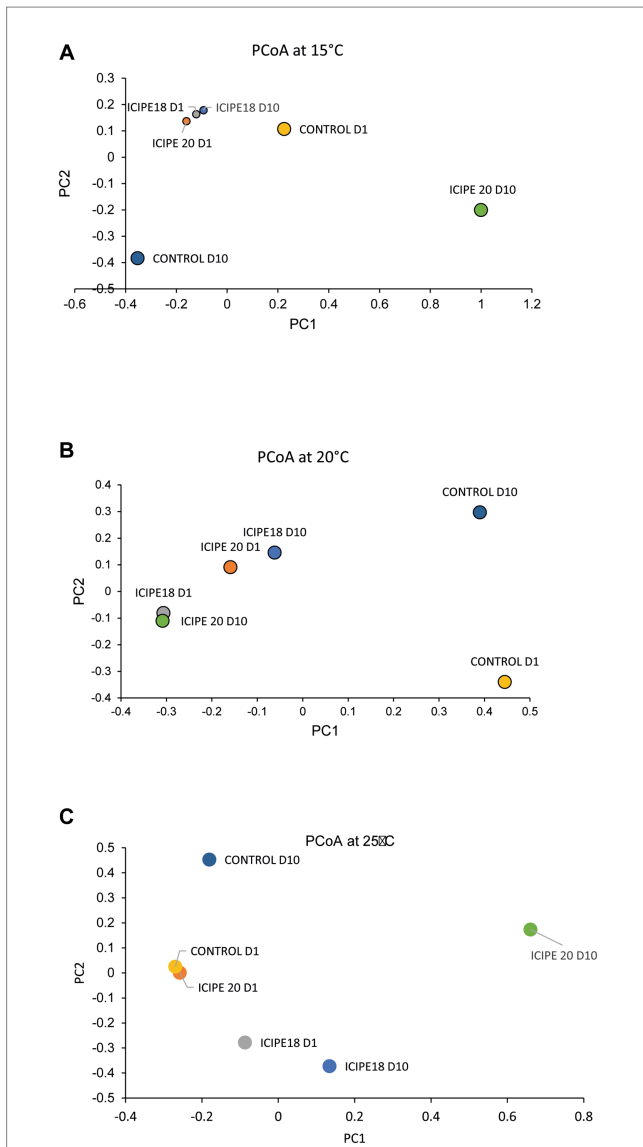 A
PCoA at 15°C
0.3
0.2
0.1
0
-0.1
-0.2
-0.3
-0.4
-0.5
PC2
ICIPE18 D1
ICIPE18 D10
ICIPE 20 D1
CONTROL D1
ICIPE 20 D10
CONTROL D10
-0.6 -0.4 -0.2 0 0.2 0.4 0.6 0.8 1 1.2
PC1
B
PCoA at 20°C
0.4
0.3
0.2
0.1
0
-0.1
-0.2
-0.3
-0.4
PC2
CONTROL D10
ICIPE18 D10
ICIPE 20 D1
ICIPE18 D1
ICIPE 20 D10
CONTROL D1
-0.4 -0.3 -0.2 -0.1 0 0.1 0.2 0.3 0.4 0.5
PC1
C
PCoA at 25☒C
0.5
0.4
0.3
0.2
0.1
0
-0.1
-0.2
-0.3
-0.4
-0.5
PC2
CONTROL D10
CONTROL D1
ICIPE 20 D10
ICIPE 20 D1
ICIPE18 D1
ICIPE18 D10
-0.4 -0.2 0 0.2 0.4 0.6 0.8
PC1